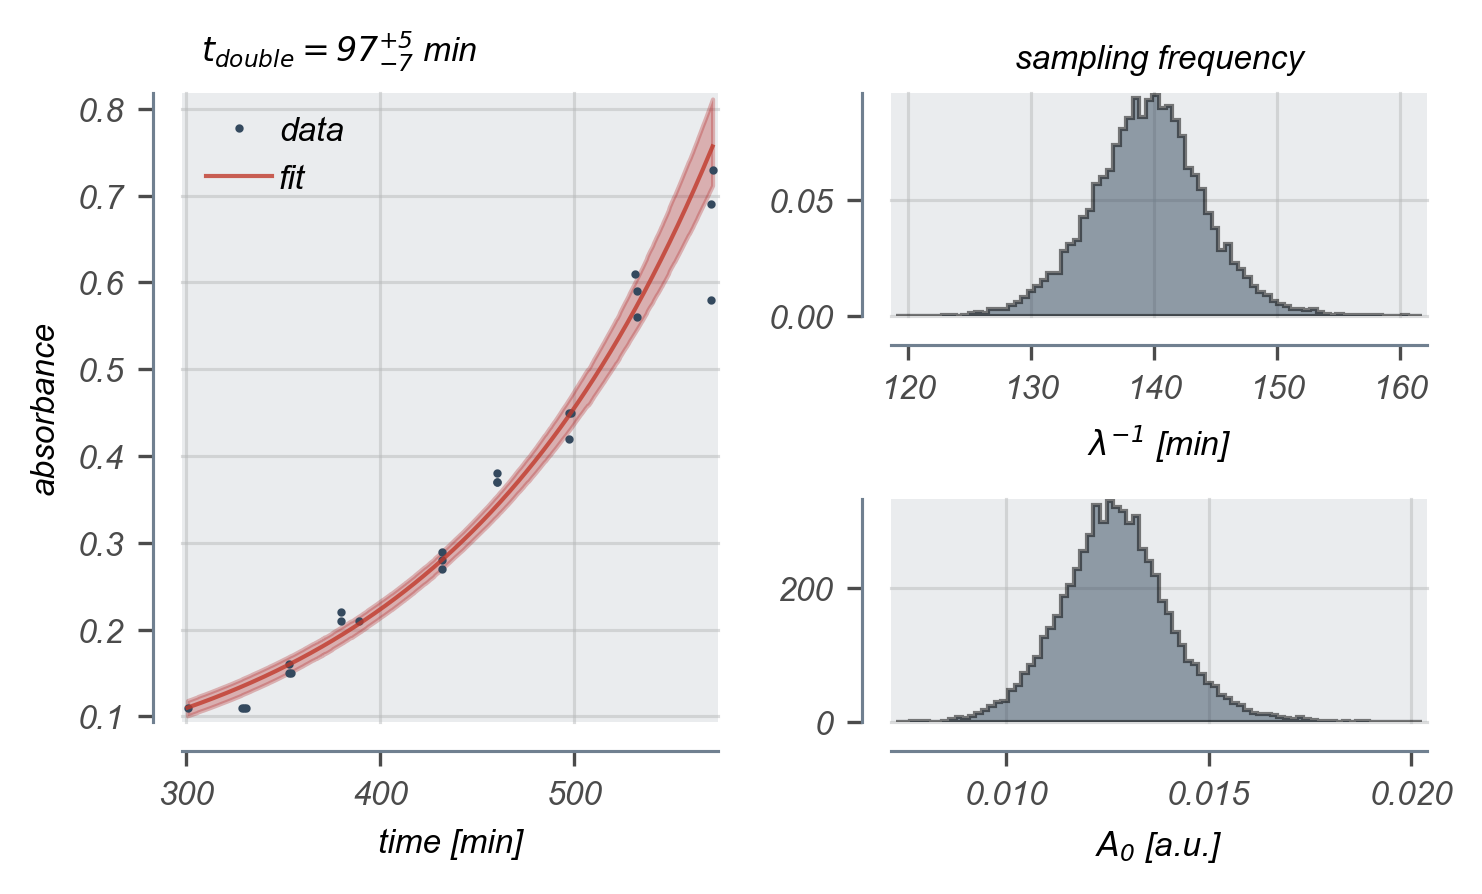 t_double = 97^{+5}_{-7} min
0.8
0.7
0.6
0.5
0.4
0.3
0.2
0.1
absorbance
data
fit
300 400 500
time [min]
sampling frequency
0.05
0.00
120 130 140 150 160
λ^{-1} [min]
200
0
0.010 0.015 0.020
A_0 [a.u.]